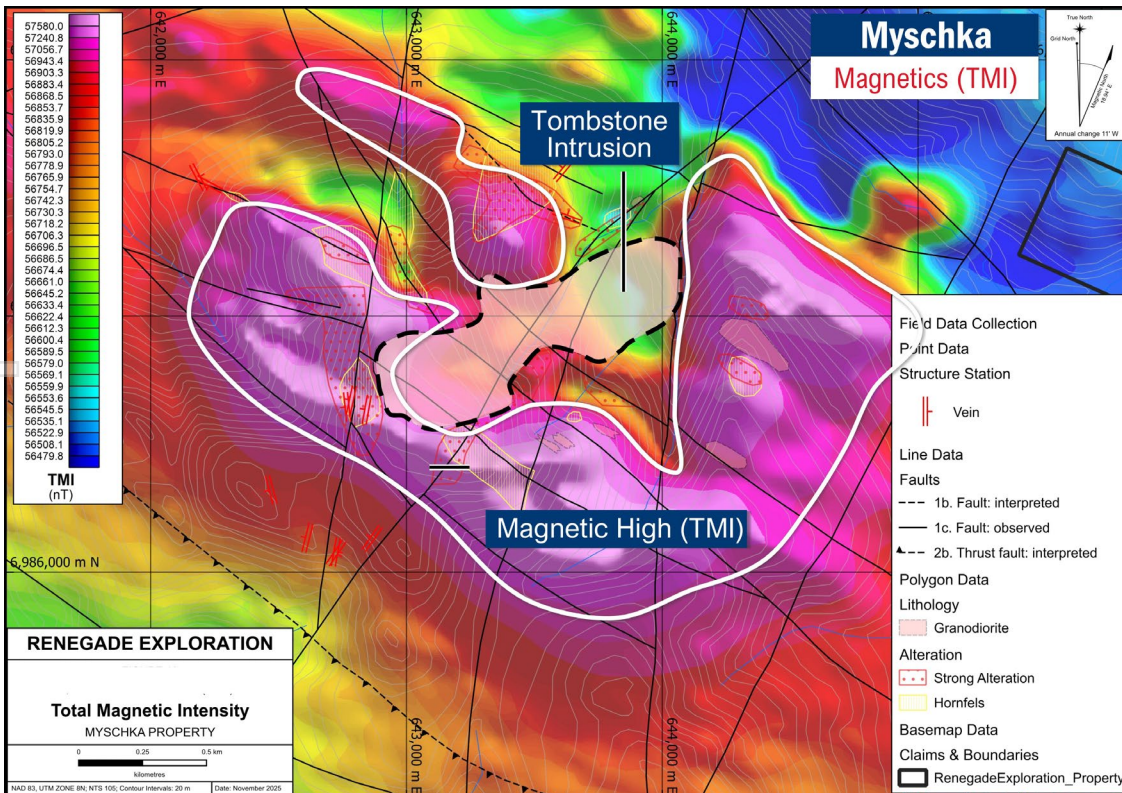 57580.0
57240.8
57056.7
56943.4
56903.3
56883.4
56868.5
56853.7
56835.9
56819.9
56805.2
56793.0
56778.9
56765.9
56754.7
56742.3
56730.3
56718.2
56706.3
56696.5
56686.5
56674.4
56661.0
56645.2
56633.4
56622.4
56612.3
56600.4
56589.5
56579.0
56569.1
56559.9
56553.6
56545.5
56535.1
56522.9
56508.1
56479.8
TMI
(nT)
642,000 m E
643,000 m E
644,000 m E
Myschka
Magnetics (TMI)
True North
Grid North
Magnetic North
Annual change 11' W
Tombstone
Intrusion
Magnetic High (TMI)
6,986,000 m N
643,000 m E
644,000 m E
Field Data Collection
Point Data
Structure Station
Vein
Line Data
Faults
1b. Fault: interpreted
1c. Fault: observed
2b. Thrust fault: interpreted
Polygon Data
Lithology
Granodiorite
Alteration
Strong Alteration
Hornfels
Basemap Data
Claims & Boundaries
RenegadeExploration_Property
RENEGADE EXPLORATION
Total Magnetic Intensity
MYSCHKA PROPERTY
0 0.25 0.5 km
kilometres
NAD 83, UTM ZONE 8N; NTS 105; Contour Intervals: 20 m Date: November 2025